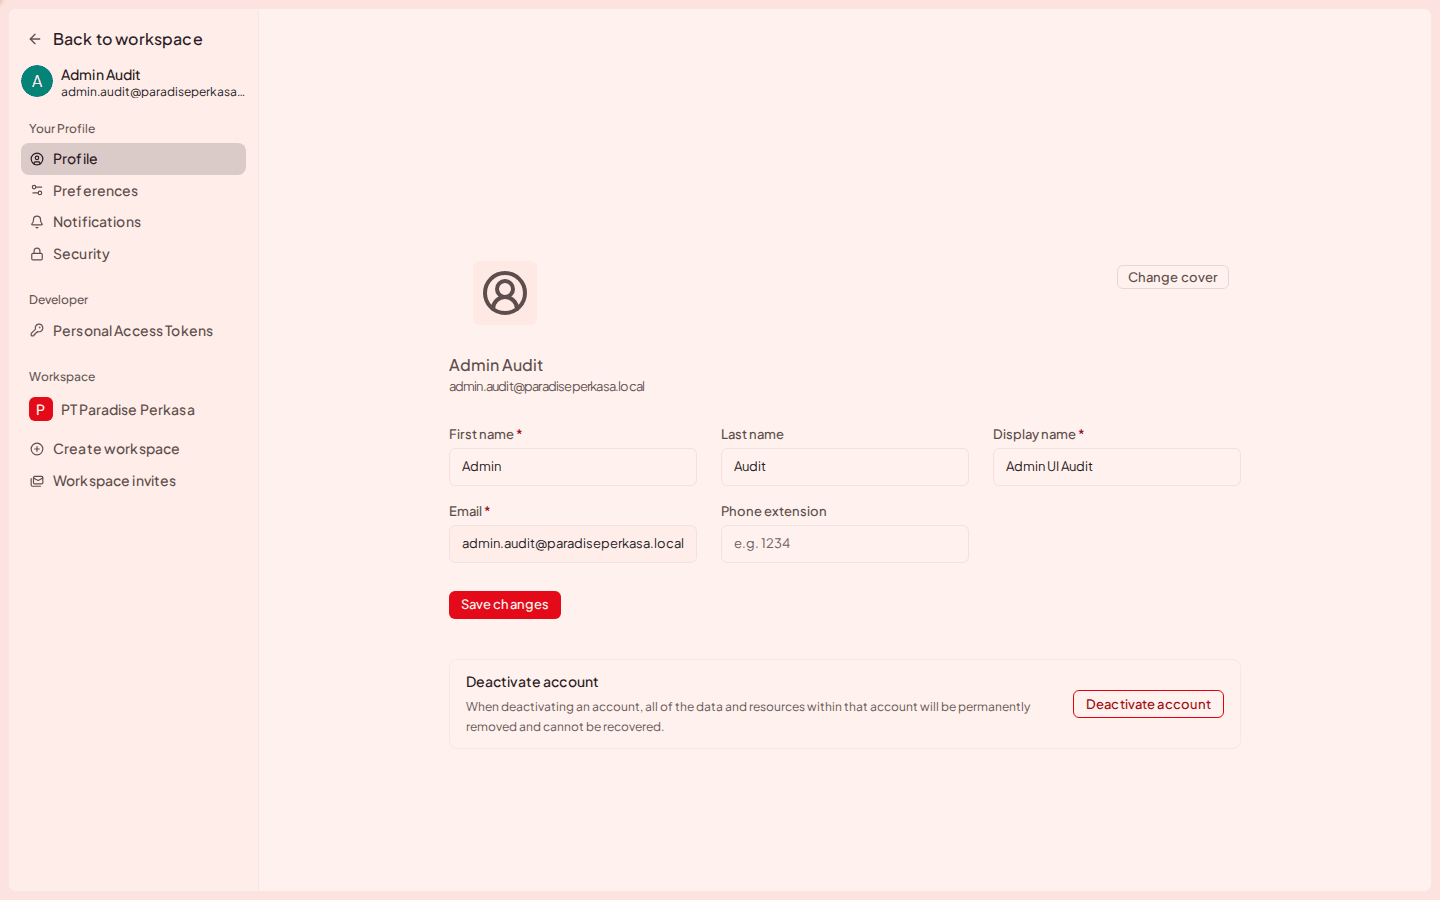 Back to workspace
A
Admin Audit
admin.audit@paradiseperkasa...
Your Profile
Profile
Preferences
Notifications
Security
Developer
Personal Access Tokens
Workspace
P
PT Paradise Perkasa
Create workspace
Workspace invites
Change cover
Admin Audit
admin.audit@paradiseperkasa.local
First name *
Last name
Display name *
Admin
Audit
Admin UI Audit
Email *
Phone extension
admin.audit@paradiseperkasa.local
e.g. 1234
Save changes
Deactivate account
When deactivating an account, all of the data and resources within that account will be permanently
removed and cannot be recovered.
Deactivate account